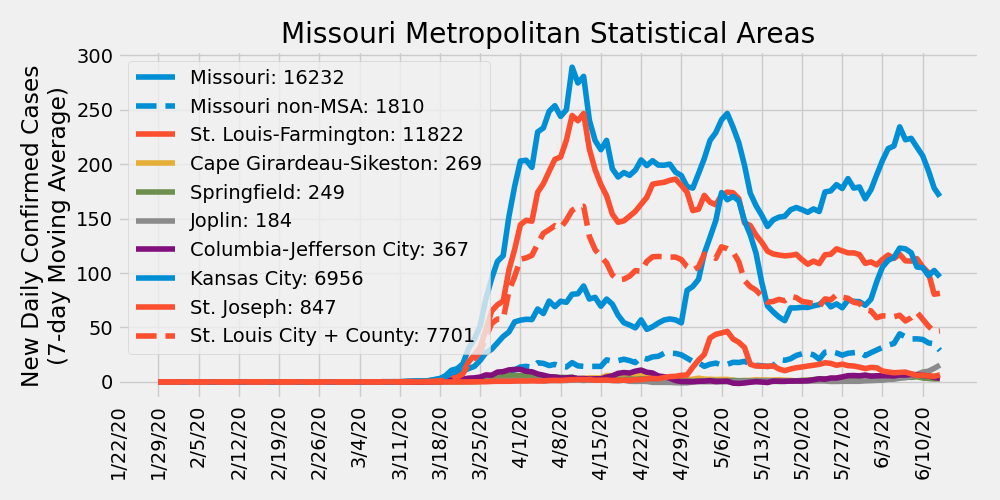 Missouri Metropolitan Statistical Areas
New Daily Confirmed Cases
(7-day Moving Average)
300
250
200
150
100
50
0
Missouri: 16232
Missouri non-MSA: 1810
St. Louis-Farmington: 11822
Cape Girardeau-Sikeston: 269
Springfield: 249
Joplin: 184
Columbia-Jefferson City: 367
Kansas City: 6956
St. Joseph: 847
St. Louis City + County: 7701
1/22/20
1/29/20
2/5/20
2/12/20
2/19/20
2/26/20
3/4/20
3/11/20
3/18/20
3/25/20
4/1/20
4/8/20
4/15/20
4/22/20
4/29/20
5/6/20
5/13/20
5/20/20
5/27/20
6/3/20
6/10/20